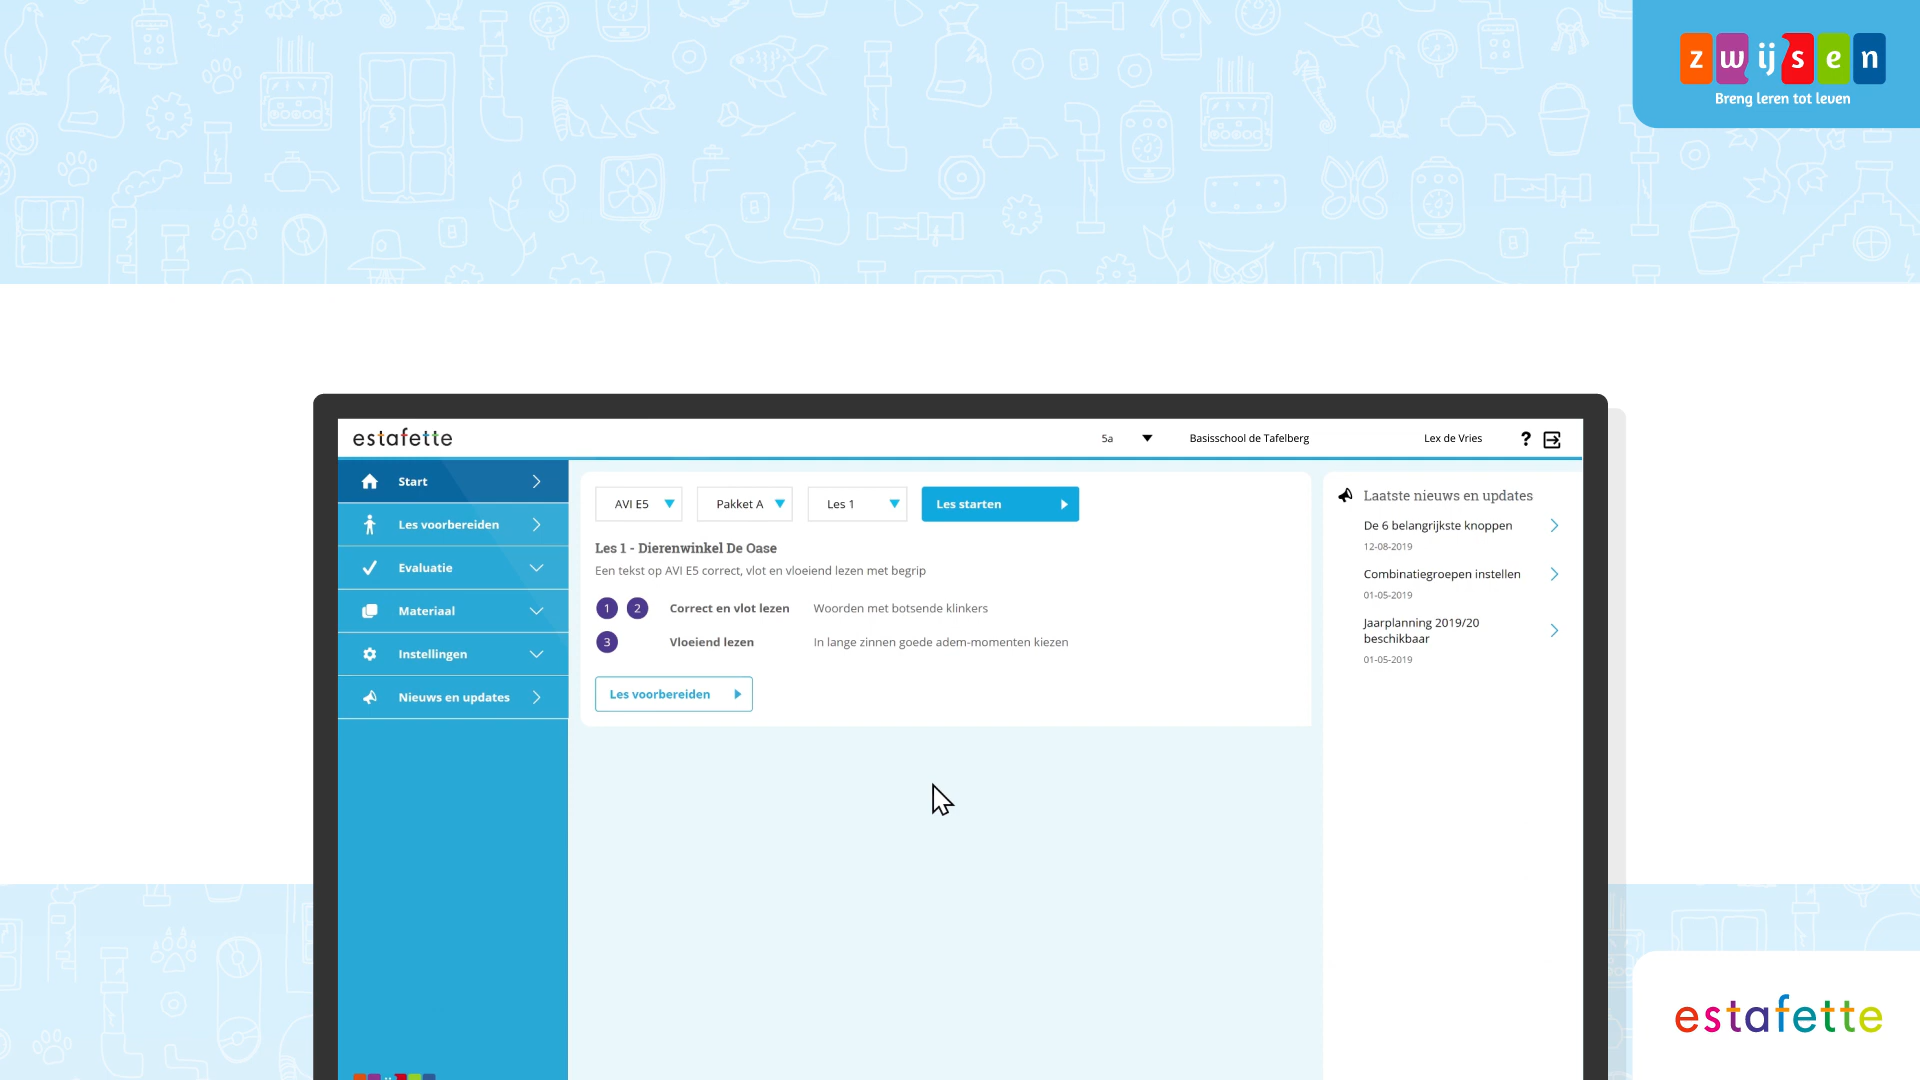 zwijsen
Breng leren tot leven
estafette
5a
Basisschool de Tafelberg
Lex de Vries
?
Start
Les voorbereiden
Evaluatie
Materiaal
Instellingen
Nieuws en updates
AVI E5
Pakket A
Les 1
Les starten
Les 1 - Dierenwinkel De Oase
Een tekst op AVI E5 correct, vlot en vloeiend lezen met begrip
1 2 Correct en vlot lezen Woorden met botsende klinkers
3 Vloeiend lezen In lange zinnen goede adem-momenten kiezen
Les voorbereiden
Laatste nieuws en updates
De 6 belangrijkste knoppen
12-08-2019
Combinatiegroepen instellen
01-05-2019
Jaarplanning 2019/20
beschikbaar
01-05-2019
estafette